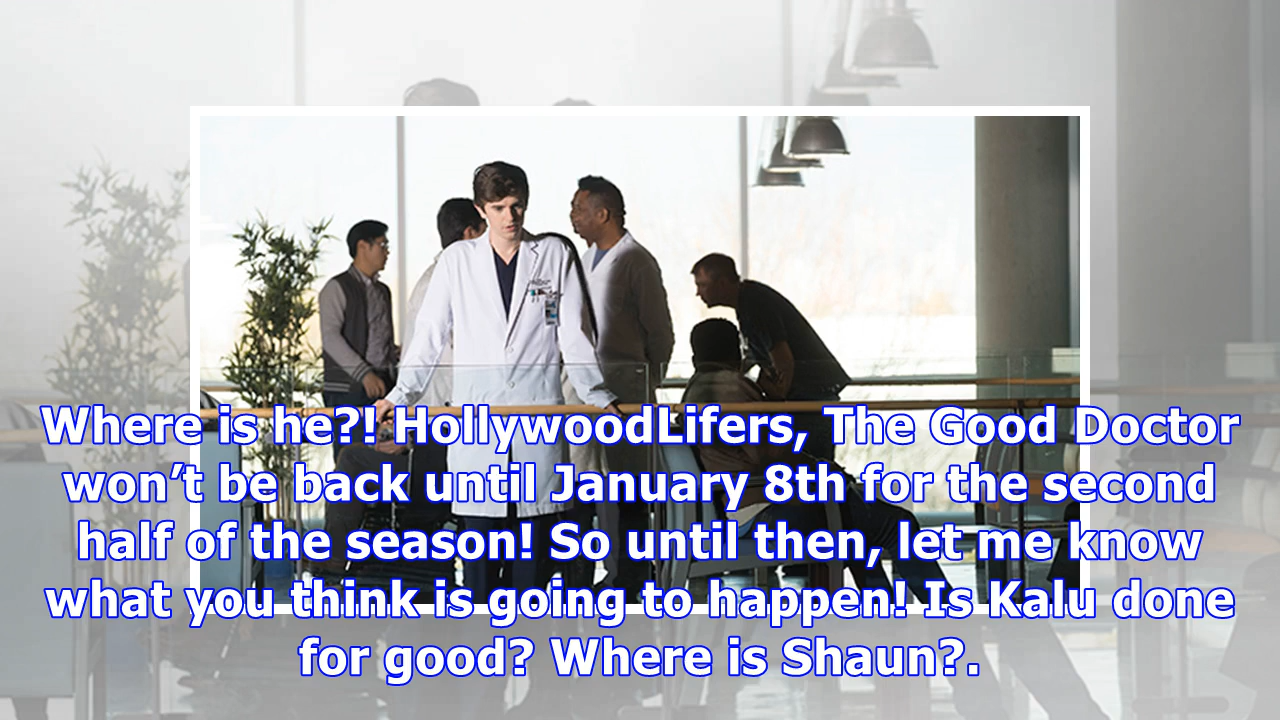 Where is he?! HollywoodLifers, The Good Doctor
won’t be back until January 8th for the second
half of the season! So until then, let me know
what you think is going to happen! Is Kalu done
for good? Where is Shaun?.